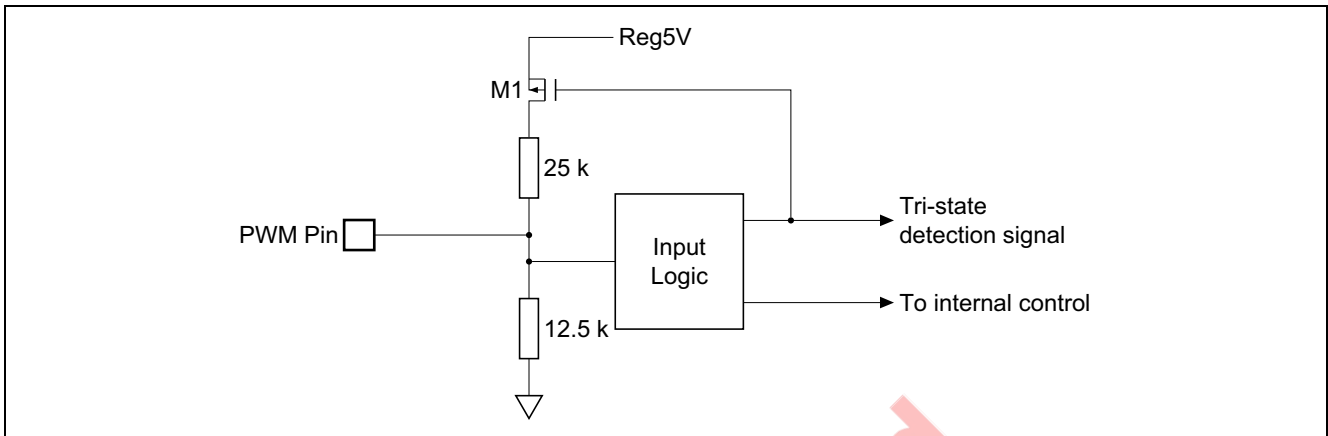 Reg5V
M1
25 k
PWM Pin
Input
Logic
Tri-state
detection signal
To internal control
12.5 k